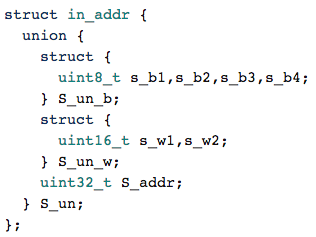 struct in_addr {
  union {
    struct {
      uint8_t s_b1,s_b2,s_b3,s_b4;
    } S_un_b;
    struct {
      uint16_t s_w1,s_w2;
    } S_un_w;
    uint32_t S_addr;
  } S_un;
};